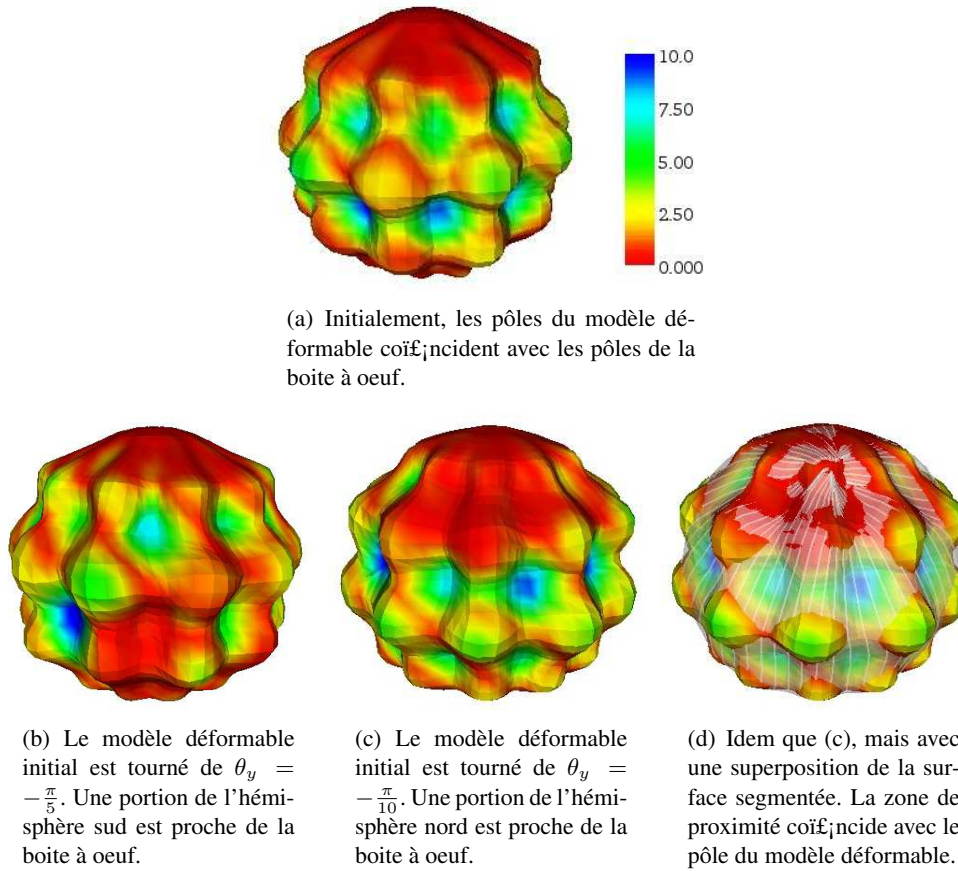 10.0
7.50
5.00
2.50
0.000
(a) Initialement, les pôles du modèle dé-
formable coï£¡ncident avec les pôles de la
boite à oeuf.
(b) Le modèle déformable
initial est tourné de θ_y =
−π/5. Une portion de l'hémi-
sphère sud est proche de la
boite à oeuf.
(c) Le modèle déformable
initial est tourné de θ_y =
−π/10. Une portion de l'hémi-
sphère nord est proche de la
boite à oeuf.
(d) Idem que (c), mais avec
une superposition de la sur-
face segmentée. La zone de
proximité coï£¡ncide avec le
pôle du modèle déformable.